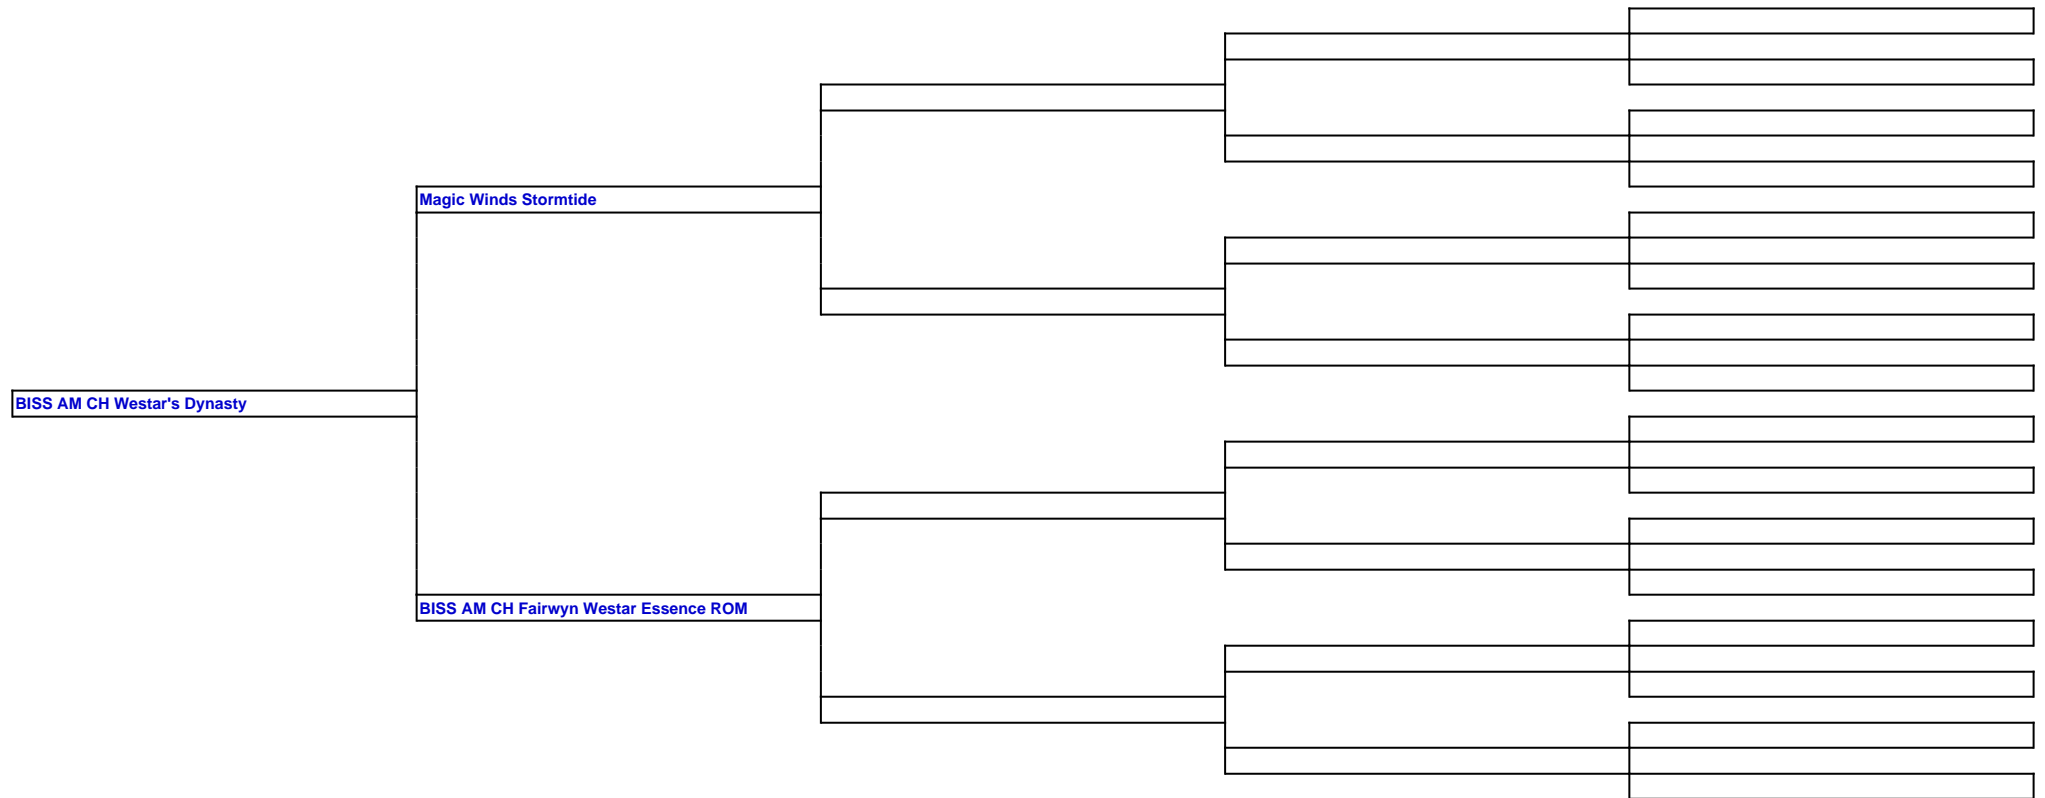 Magic Winds Stormtide
BISS AM CH Westar's Dynasty
BISS AM CH Fairwyn Westar Essence ROM